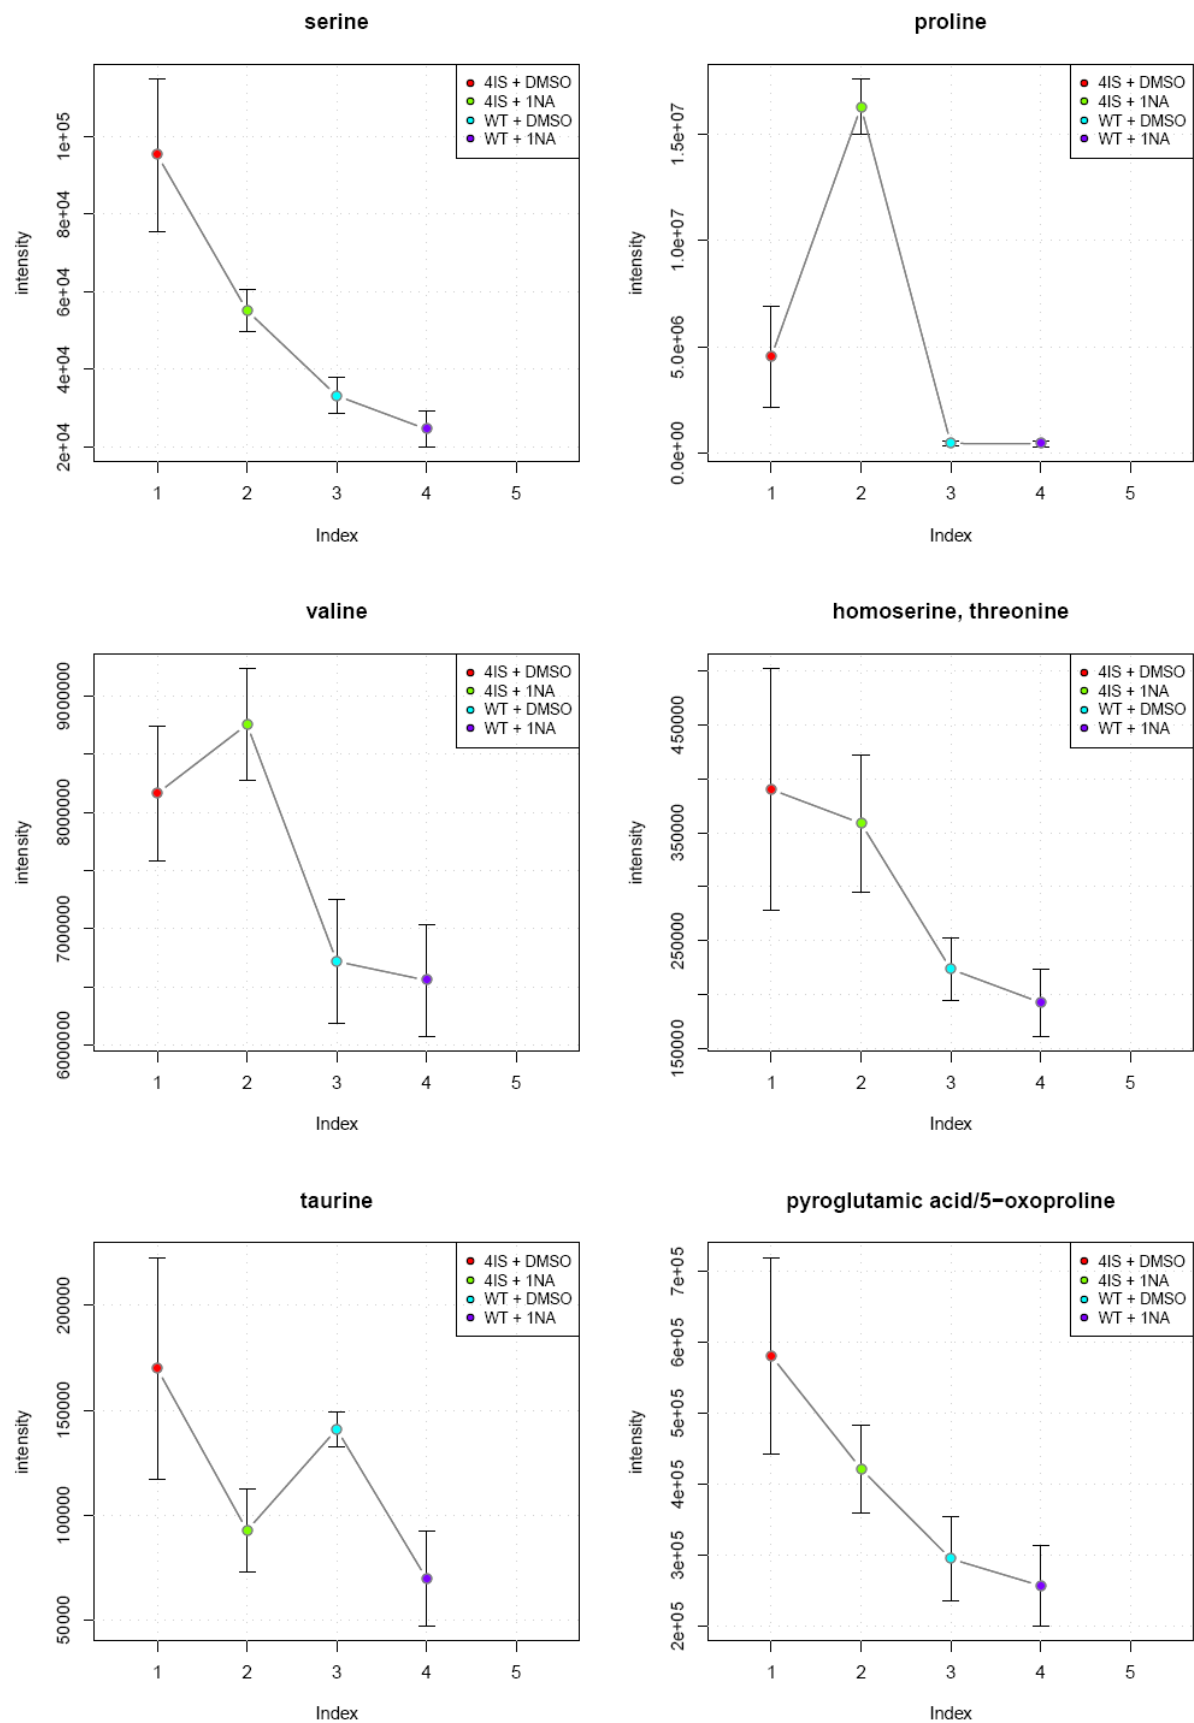 serine
1e+05
8e+04
6e+04
4e+04
2e+04
intensity
4IS + DMSO
4IS + 1NA
WT + DMSO
WT + 1NA
1 2 3 4 5
Index
proline
1.5e+07
1.0e+07
5.0e+06
0.0e+00
intensity
4IS + DMSO
4IS + 1NA
WT + DMSO
WT + 1NA
1 2 3 4 5
Index
valine
9000000
8000000
7000000
6000000
intensity
4IS + DMSO
4IS + 1NA
WT + DMSO
WT + 1NA
1 2 3 4 5
Index
homoserine, threonine
450000
350000
250000
150000
intensity
4IS + DMSO
4IS + 1NA
WT + DMSO
WT + 1NA
1 2 3 4 5
Index
taurine
200000
150000
100000
50000
intensity
4IS + DMSO
4IS + 1NA
WT + DMSO
WT + 1NA
1 2 3 4 5
Index
pyroglutamic acid/5−oxoproline
7e+05
6e+05
5e+05
4e+05
3e+05
2e+05
intensity
4IS + DMSO
4IS + 1NA
WT + DMSO
WT + 1NA
1 2 3 4 5
Index